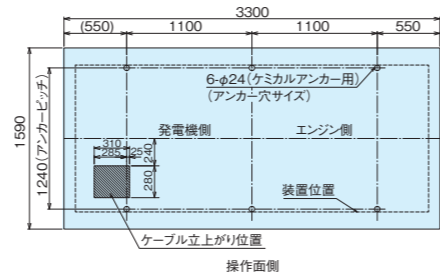 3300
(550) 1100 1100 550
6-φ24(ケミカルアンカー用)
(アンカー穴サイズ)
1590
1240(アンカーピッチ)
発電機側 エンジン側
310
285 25
240
280
装置位置
ケーブル立上がり位置
操作面側